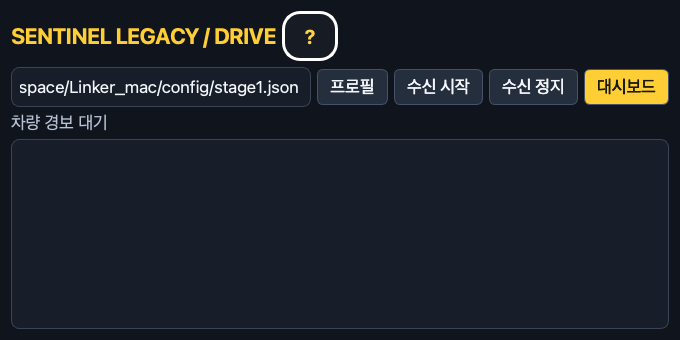 SENTINEL LEGACY / DRIVE ?
space/Linker_mac/config/stage1.json 프로필 수신 시작 수신 정지 대시보드
차량 경보 대기